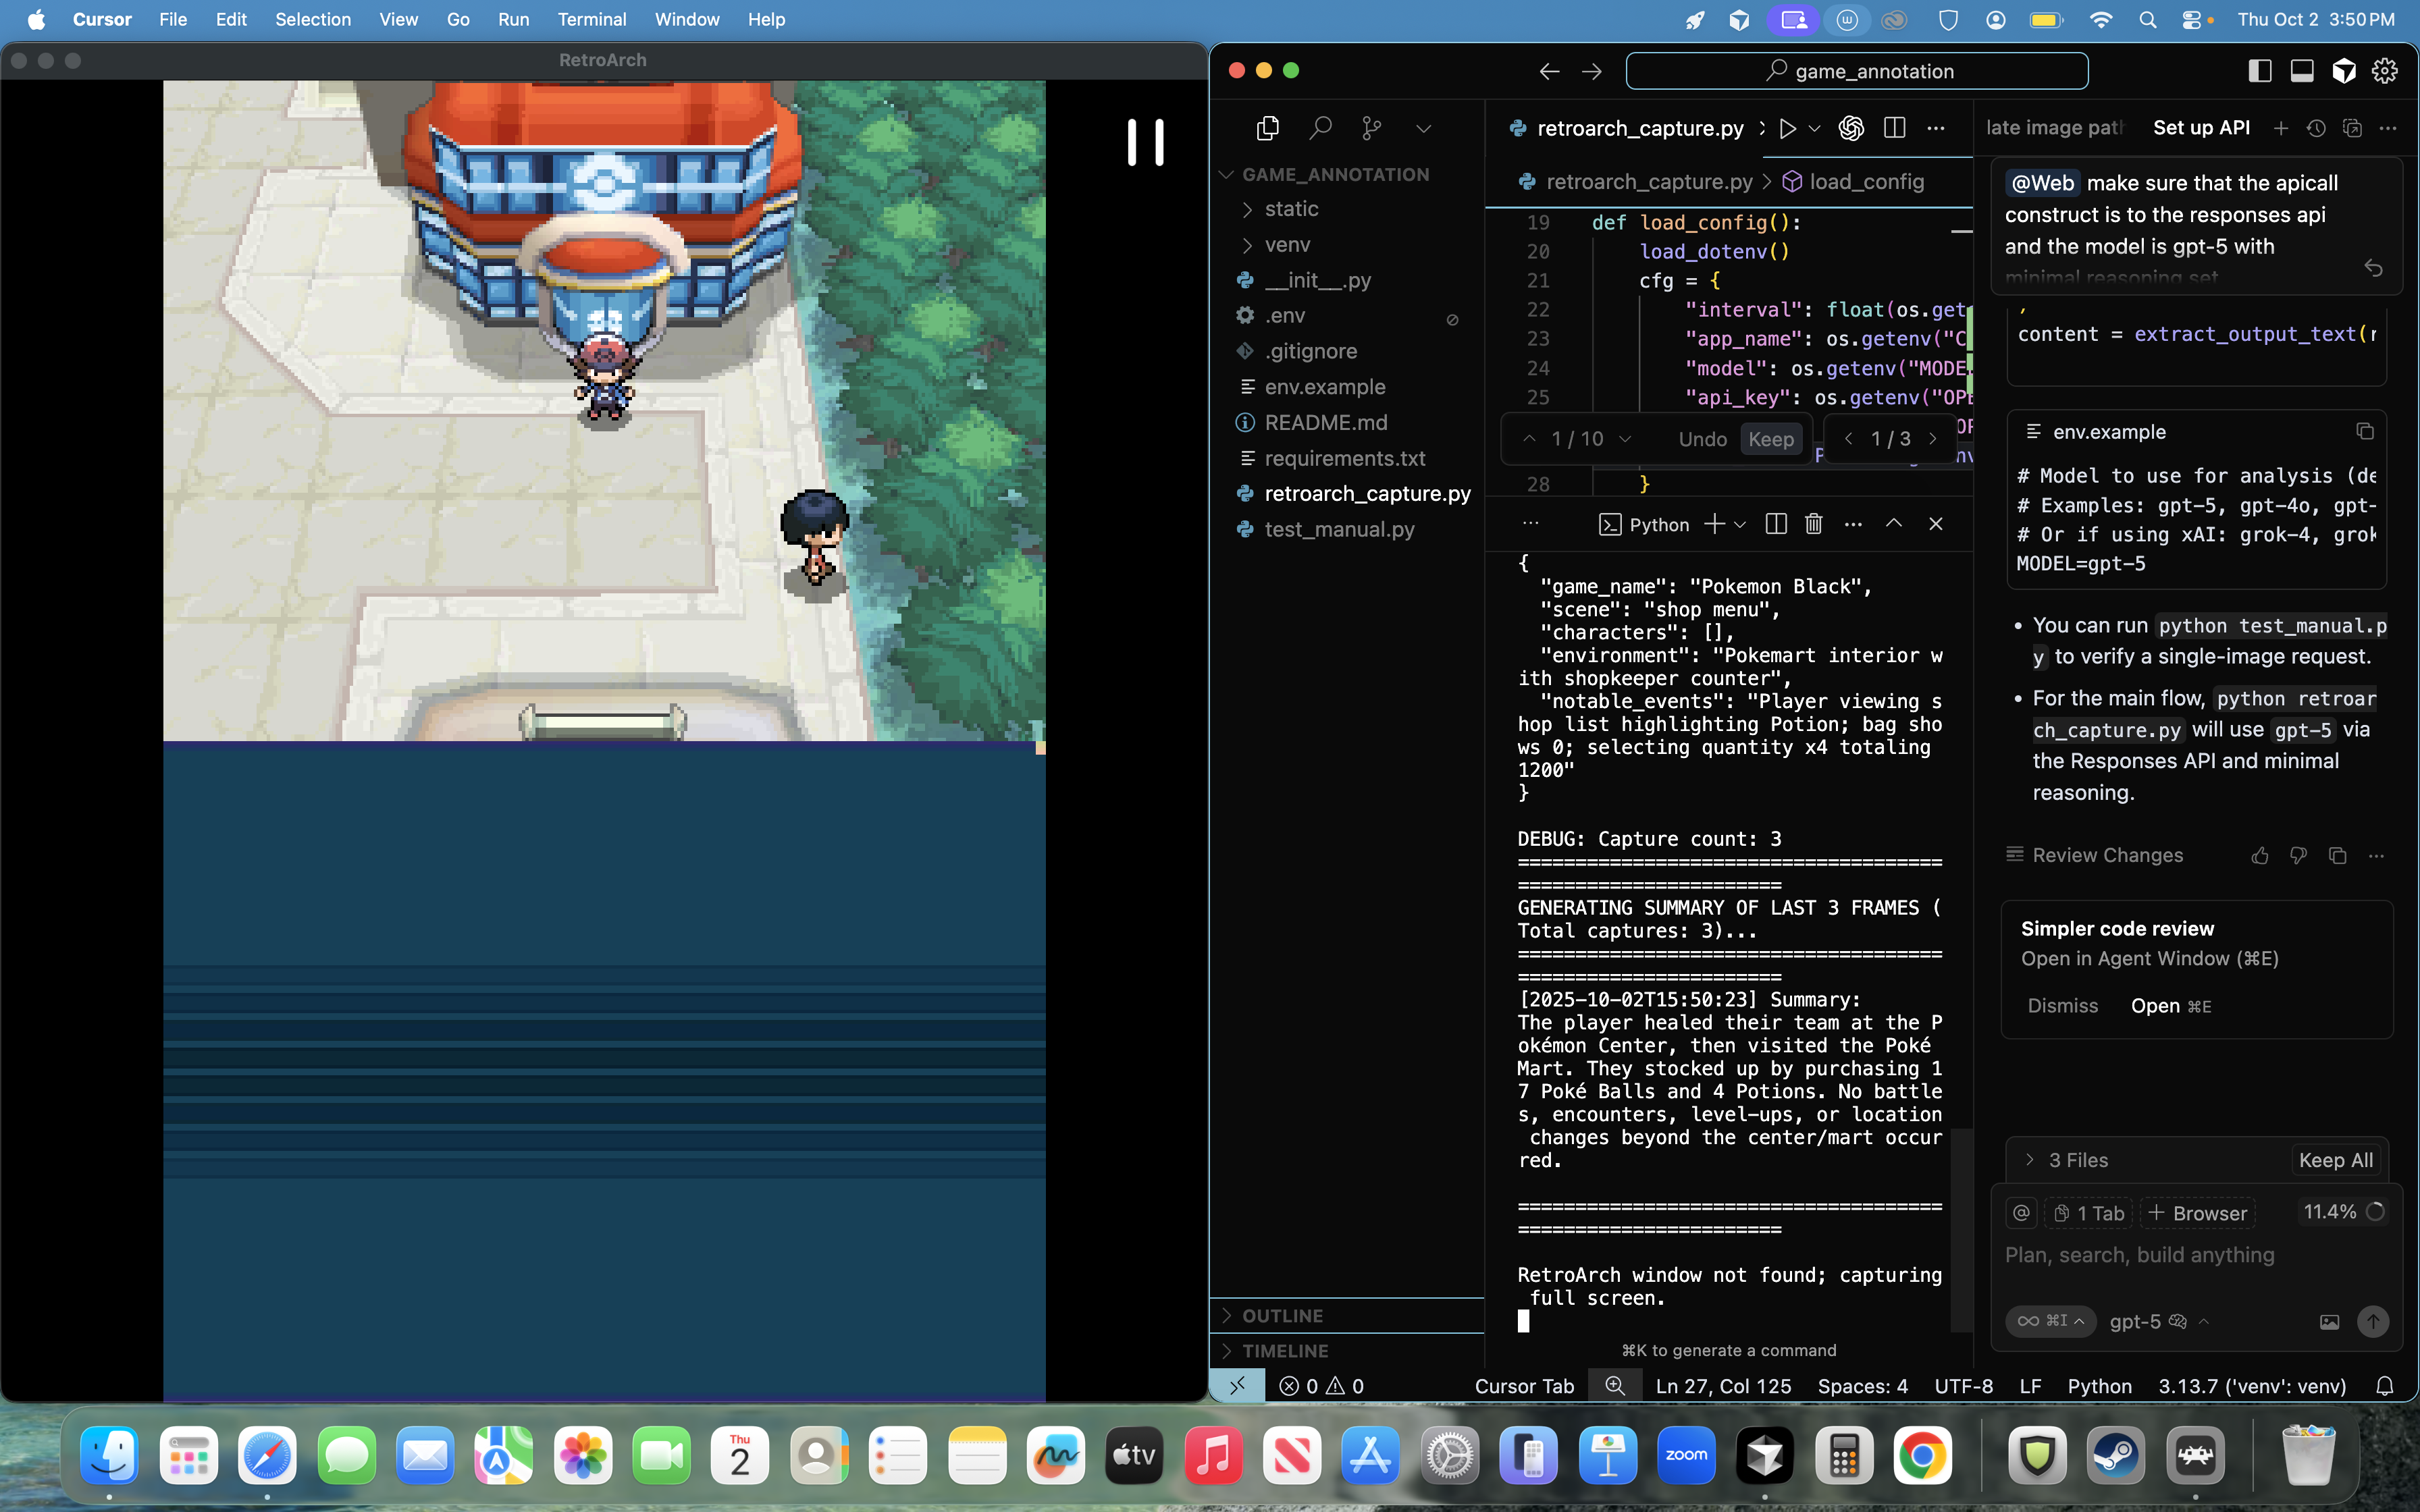 Cursor File Edit Selection View Go Run Terminal Window Help
Thu Oct 2 3:50 PM
RetroArch
game_annotation
GAME_ANNOTATION
static
venv
__init__.py
.env
.gitignore
env.example
README.md
requirements.txt
retroarch_capture.py
test_manual.py
OUTLINE
TIMELINE
retroarch_capture.py
retroarch_capture.py > load_config
19 def load_config():
20 load_dotenv()
21 cfg = {
22 "interval": float(os.get
23 "app_name": os.getenv("C
24 "model": os.getenv("MODE
25 "api_key": os.getenv("OPE
1 / 10 Undo Keep 1 / 3
28 }
Python
{
"game_name": "Pokemon Black",
"scene": "shop menu",
"characters": [],
"environment": "Pokemart interior w
ith shopkeeper counter",
"notable_events": "Player viewing s
hop list highlighting Potion; bag sho
ws 0; selecting quantity x4 totaling
1200"
}
DEBUG: Capture count: 3
=====================================
=======================
GENERATING SUMMARY OF LAST 3 FRAMES (
Total captures: 3)...
=====================================
=======================
[2025-10-02T15:50:23] Summary:
The player healed their team at the P
okémon Center, then visited the Poké
Mart. They stocked up by purchasing 1
7 Poké Balls and 4 Potions. No battle
s, encounters, level-ups, or location
changes beyond the center/mart occur
red.
=====================================
=======================
RetroArch window not found; capturing
full screen.
⌘K to generate a command
late image path Set up API
@Web make sure that the apicall
construct is to the responses api
and the model is gpt-5 with
minimal reasoning set
)
content = extract_output_text(r
env.example
# Model to use for analysis (de
# Examples: gpt-5, gpt-4o, gpt-
# Or if using xAI: grok-4, grok
MODEL=gpt-5
• You can run python test_manual.p
y to verify a single-image request.
• For the main flow, python retroar
ch_capture.py will use gpt-5 via
the Responses API and minimal
reasoning.
Review Changes
Simpler code review
Open in Agent Window (⌘E)
Dismiss Open ⌘E
3 Files Keep All
@ 1 Tab + Browser 11.4%
Plan, search, build anything
∞ ⌘I gpt-5
0 0 Cursor Tab Ln 27, Col 125 Spaces: 4 UTF-8 LF Python 3.13.7 ('venv': venv)
Thu
2
tv
zoom